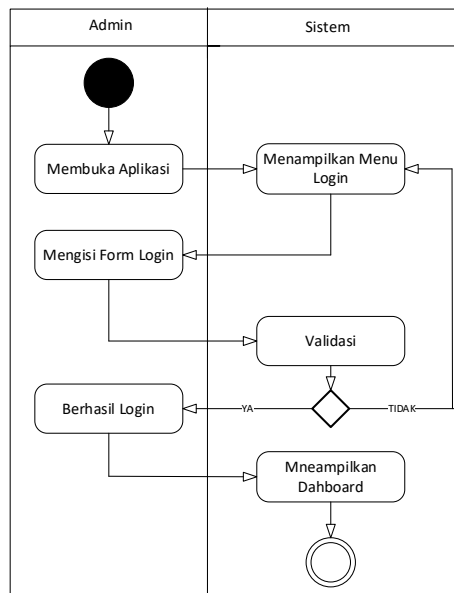 Admin
Sistem
Membuka Aplikasi
Menampilkan Menu
Login
Mengisi Form Login
Validasi
Berhasil Login
YA
TIDAK
Mneampilkan
Dahboard